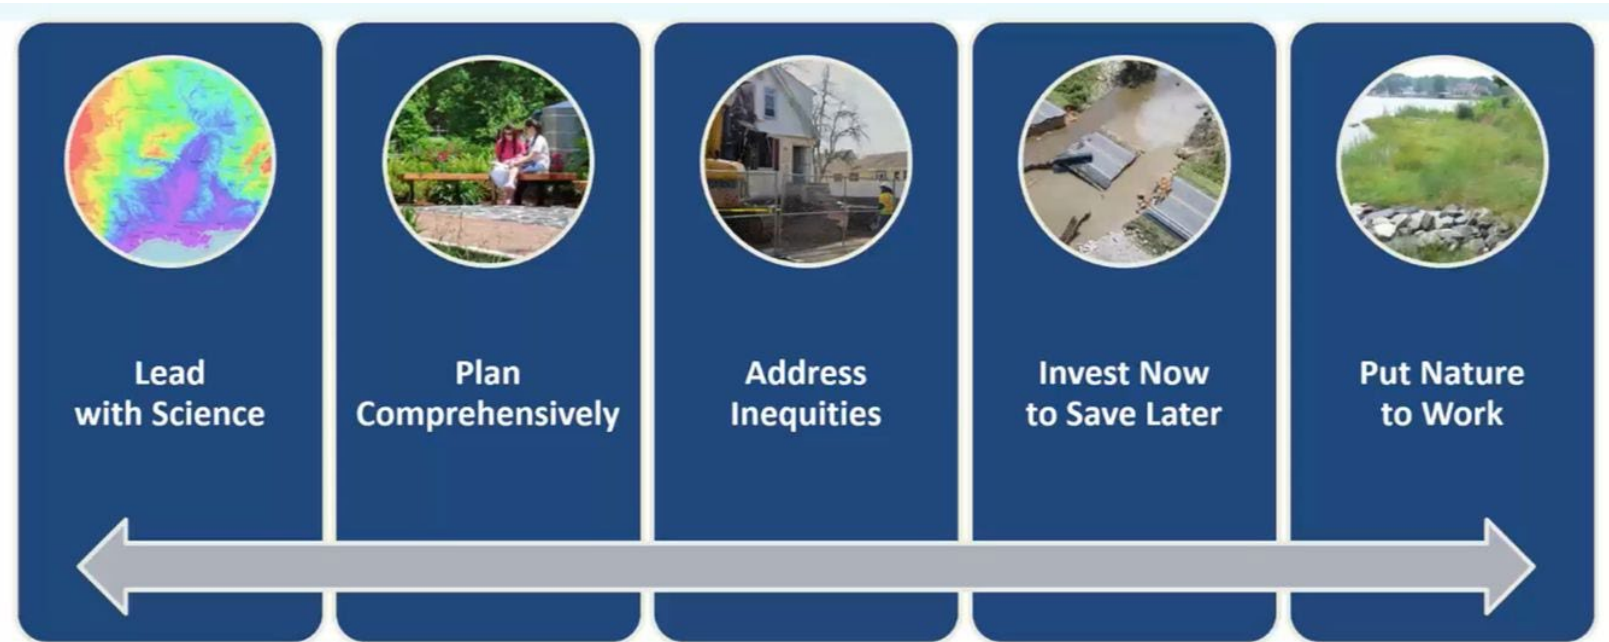 Lead
with Science
Plan
Comprehensively
Address
Inequities
Invest Now
to Save Later
Put Nature
to Work